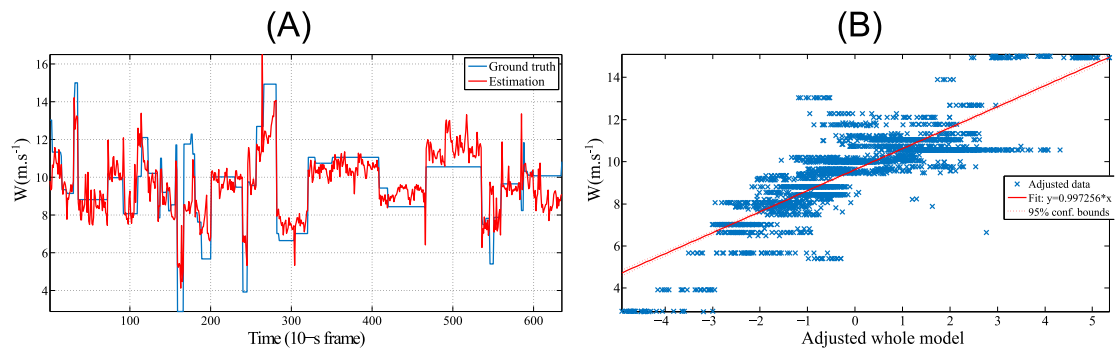 (A)
(B)
16
14
12
10
8
6
4
W(m.s⁻¹)
Ground truth
Estimation
100
200
300
400
500
600
Time (10−s frame)
14
12
10
8
6
4
W(m.s⁻¹)
Adjusted data
Fit: y=0.997256*x
95% conf. bounds
−4
−3
−2
−1
0
1
2
3
4
5
Adjusted whole model